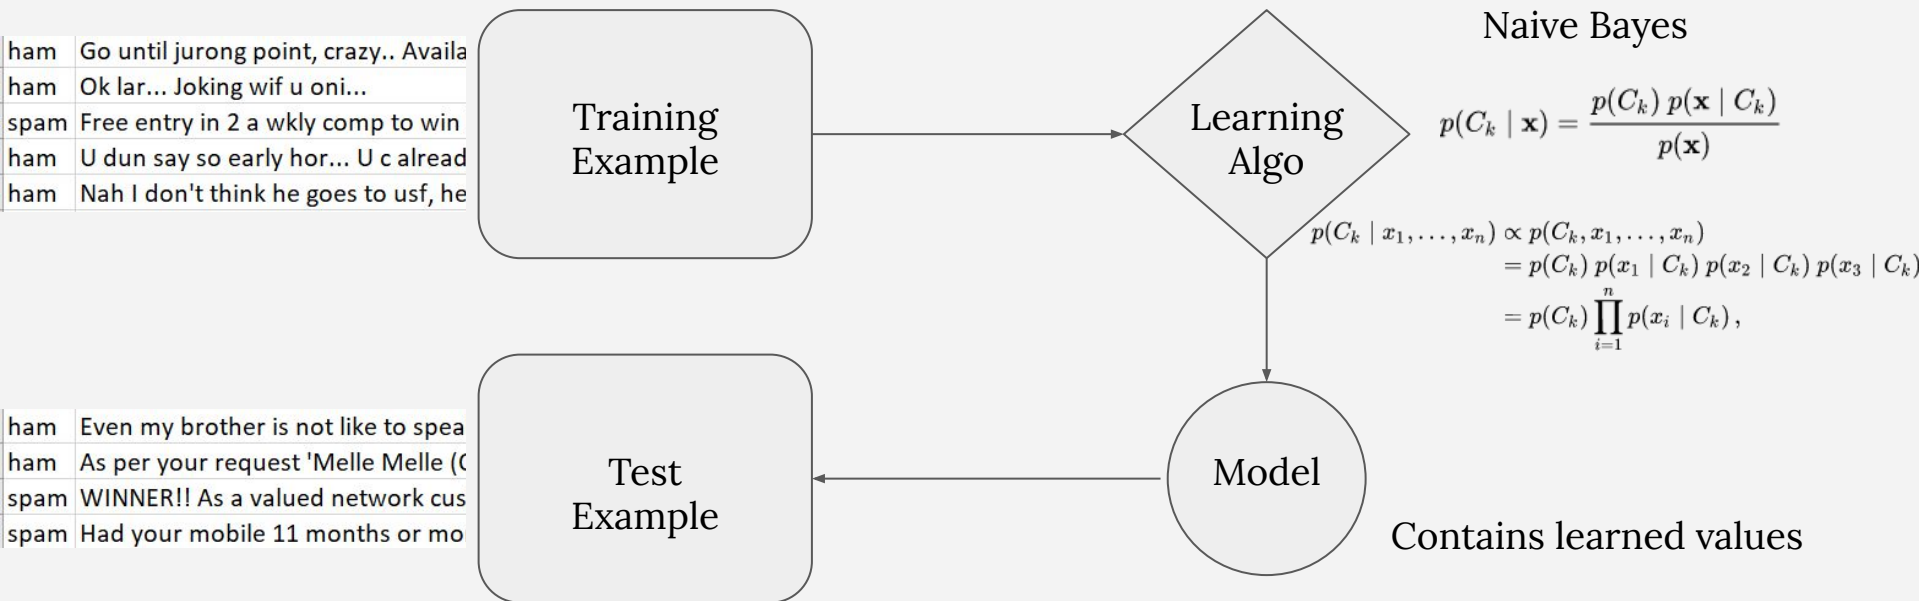 ham Go until jurong point, crazy.. Availa
ham Ok lar... Joking wif u oni...
spam Free entry in 2 a wkly comp to win
ham U dun say so early hor... U c alread
ham Nah I don't think he goes to usf, he
Training
Example
Learning
Algo
Naive Bayes
p(C_k | x) = p(C_k) p(x | C_k) / p(x)
p(C_k | x_1, . . . , x_n) ∝ p(C_k, x_1, . . . , x_n)
= p(C_k) p(x_1 | C_k) p(x_2 | C_k) p(x_3 | C_k)
= p(C_k) ∏_{i=1}^{n} p(x_i | C_k) ,
ham Even my brother is not like to spea
ham As per your request 'Melle Melle (
spam WINNER!! As a valued network cus
spam Had your mobile 11 months or mo
Test
Example
Model
Contains learned values